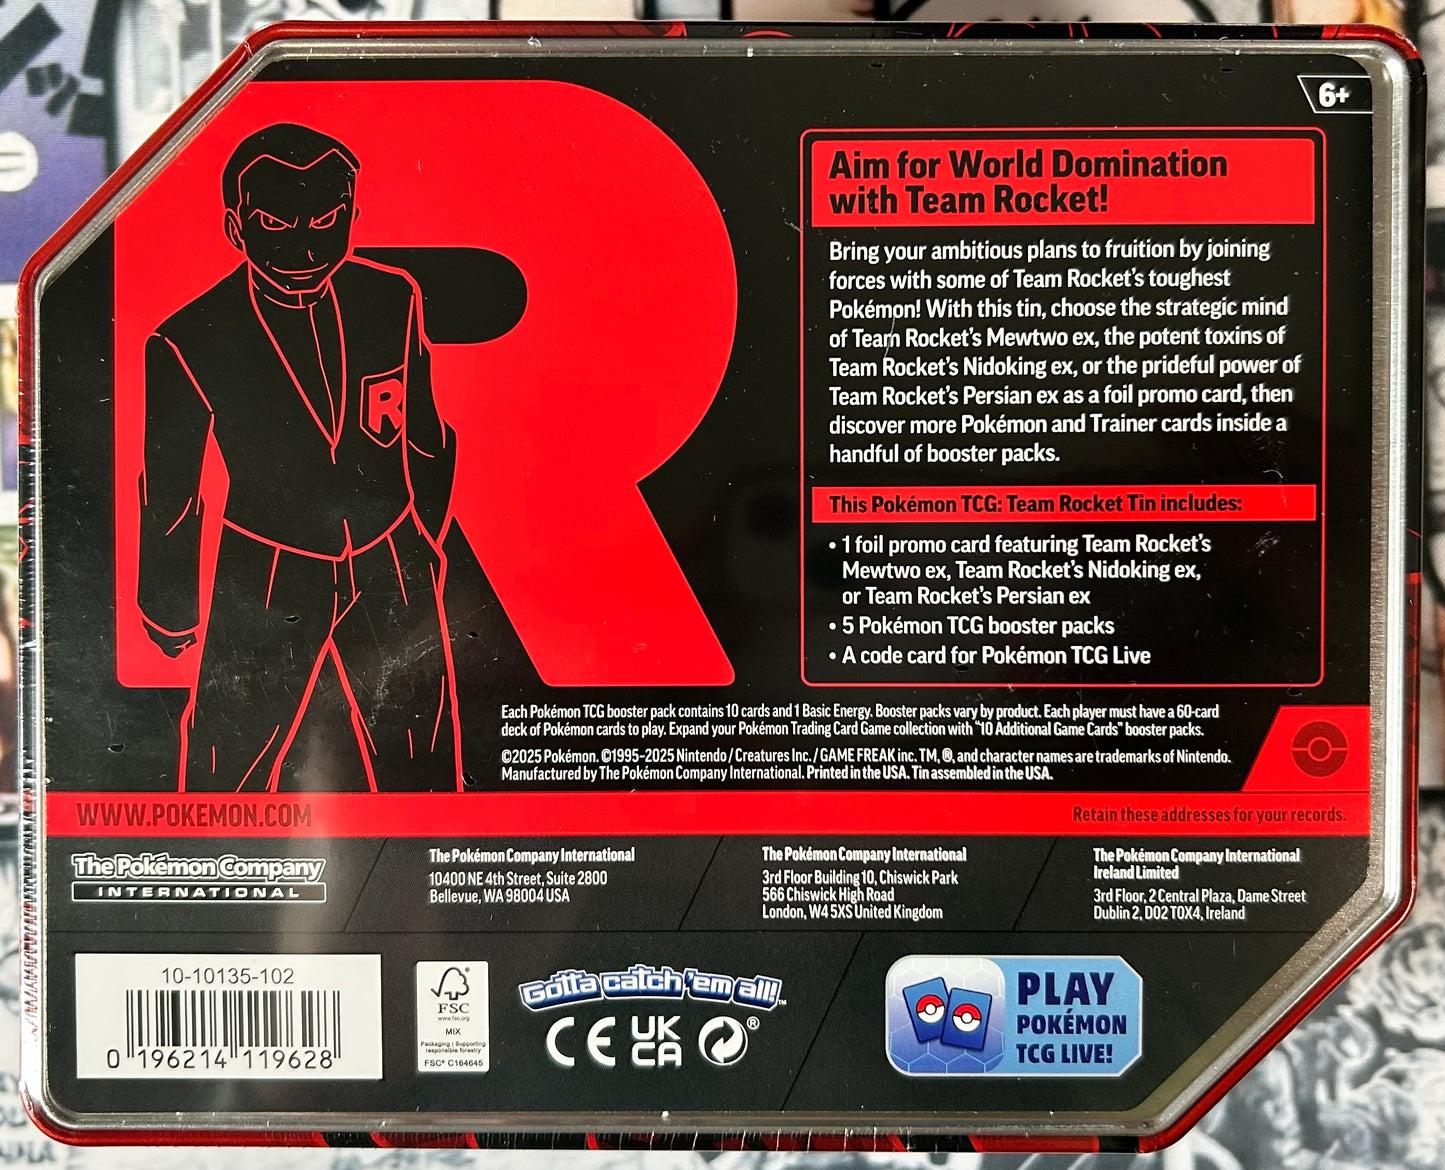 6+
Aim for World Domination
with Team Rocket!
Bring your ambitious plans to fruition by joining
forces with some of Team Rocket's toughest
Pokémon! With this tin, choose the strategic mind
of Team Rocket's Mewtwo ex, the potent toxins of
Team Rocket's Nidoking ex, or the prideful power of
Team Rocket's Persian ex as a foil promo card, then
discover more Pokémon and Trainer cards inside a
handful of booster packs.
This Pokémon TCG: Team Rocket Tin includes:
• 1 foil promo card featuring Team Rocket's
Mewtwo ex, Team Rocket's Nidoking ex,
or Team Rocket's Persian ex
• 5 Pokémon TCG booster packs
• A code card for Pokémon TCG Live
R
R
Each Pokémon TCG booster pack contains 10 cards and 1 Basic Energy. Booster packs vary by product. Each player must have a 60-card
deck of Pokémon cards to play. Expand your Pokémon Trading Card Game collection with "10 Additional Game Cards" booster packs.
©2025 Pokémon. ©1995–2025 Nintendo / Creatures Inc. / GAME FREAK inc. TM, ®, and character names are trademarks of Nintendo.
Manufactured by The Pokémon Company International. Printed in the USA. Tin assembled in the USA.
WWW.POKEMON.COM
Retain these addresses for your records.
The Pokémon Company
INTERNATIONAL
The Pokémon Company International
10400 NE 4th Street, Suite 2800
Bellevue, WA 98004 USA
The Pokémon Company International
3rd Floor Building 10, Chiswick Park
566 Chiswick High Road
London, W4 5XS United Kingdom
The Pokémon Company International
Ireland Limited
3rd Floor, 2 Central Plaza, Dame Street
Dublin 2, D02 T0X4, Ireland
10-10135-102
0 196214 119628
FSC
www.fsc.org
MIX
Packaging | Supporting
responsible forestry
FSC® C164645
Gotta catch 'em all!™
CE UK
CA ®
PLAY
POKÉMON
TCG LIVE!